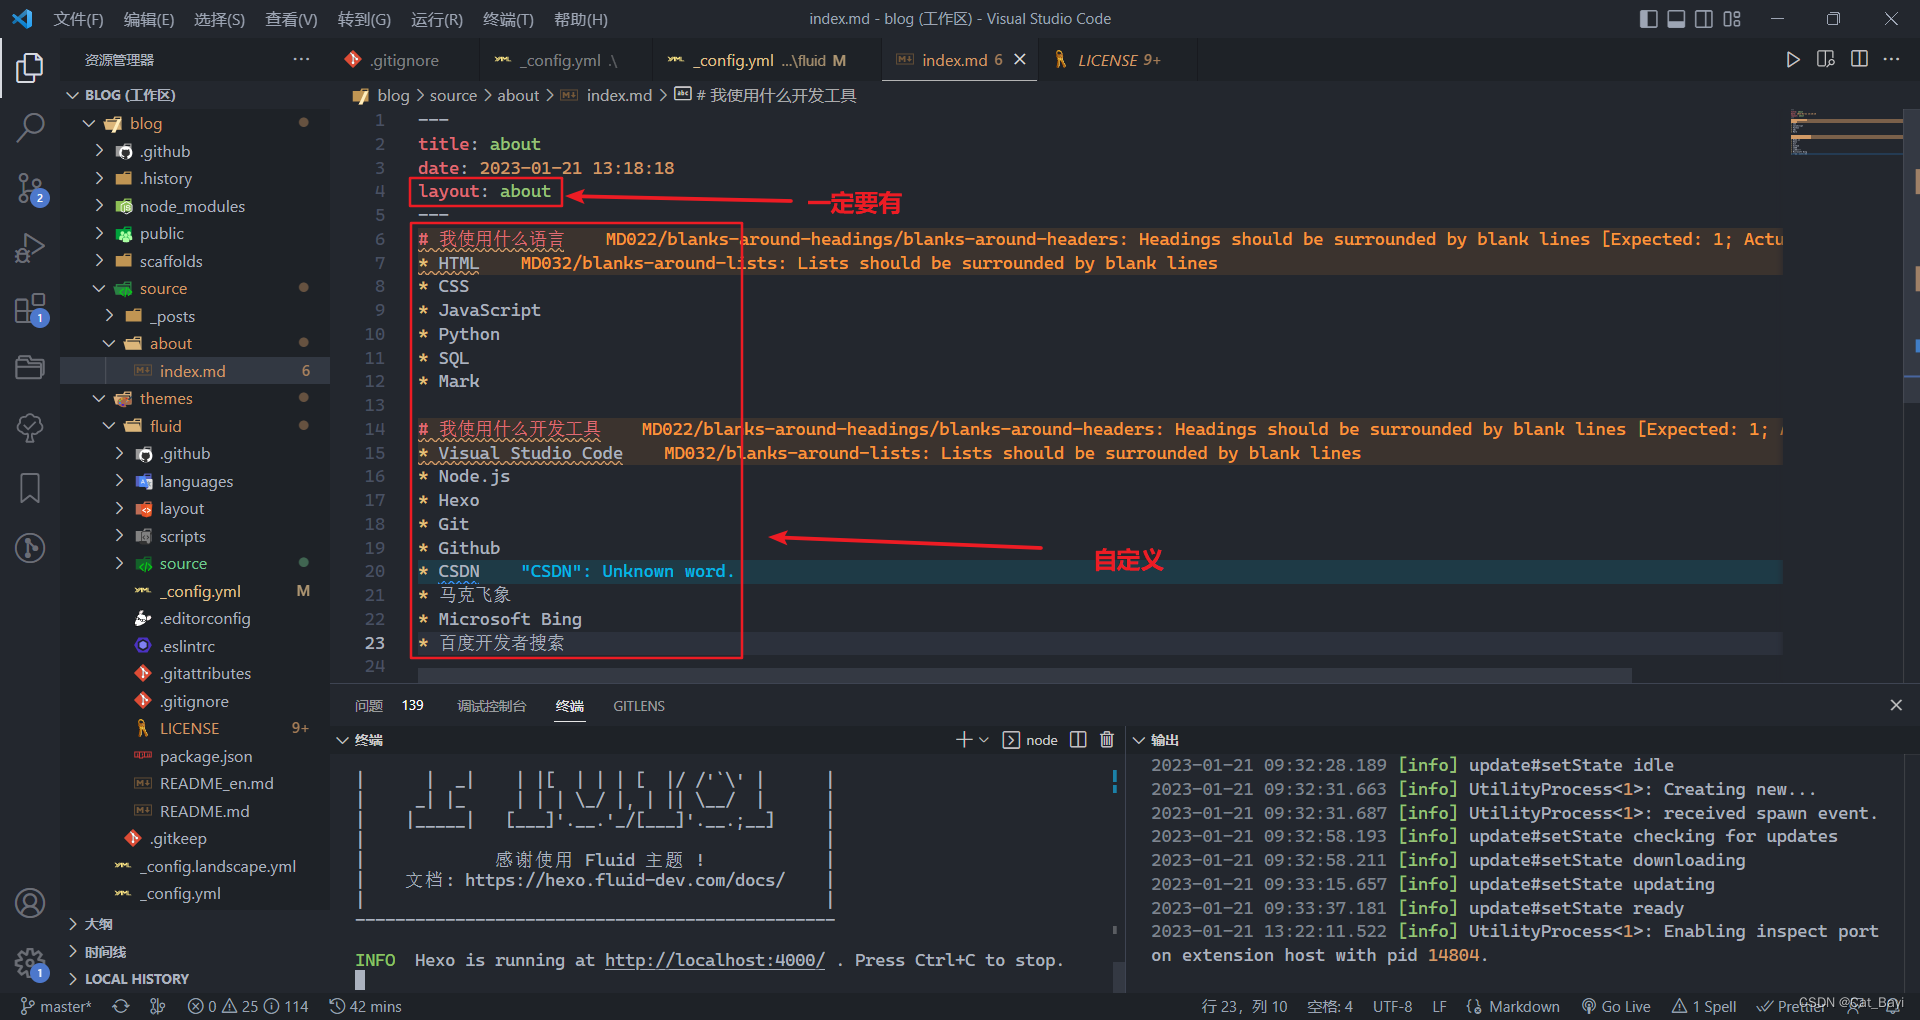 文件(F) 编辑(E) 选择(S) 查看(V) 转到(G) 运行(R) 终端(T) 帮助(H)
index.md - blog (工作区) - Visual Studio Code
资源管理器 ···
.gitignore
_config.yml .\
_config.yml ...\fluid M
index.md 6
LICENSE 9+
BLOG (工作区)
blog
.github
.history
node_modules
public
scaffolds
source
_posts
about
index.md 6
themes
fluid
.github
languages
layout
scripts
source
_config.yml M
.editorconfig
.eslintrc
.gitattributes
.gitignore
LICENSE 9+
package.json
README_en.md
README.md
.gitkeep
_config.landscape.yml
_config.yml
大纲
时间线
LOCAL HISTORY
2
1
1
blog > source > about > index.md > # 我使用什么开发工具
1 ---
2 title: about
3 date: 2023-01-21 13:18:18
4 layout: about
一定要有
5 ---
6 # 我使用什么语言 MD022/blanks-around-headings/blanks-around-headers: Headings should be surrounded by blank lines [Expected: 1; Actu
7 * HTML MD032/blanks-around-lists: Lists should be surrounded by blank lines
8 * CSS
9 * JavaScript
10 * Python
11 * SQL
12 * Mark
13
14 # 我使用什么开发工具 MD022/blanks-around-headings/blanks-around-headers: Headings should be surrounded by blank lines [Expected: 1;
15 * Visual Studio Code MD032/blanks-around-lists: Lists should be surrounded by blank lines
16 * Node.js
17 * Hexo
18 * Git
19 * Github
自定义
20 * CSDN "CSDN": Unknown word.
21 * 马克飞象
22 * Microsoft Bing
23 * 百度开发者搜索
24
问题 139 调试控制台 终端 GITLENS
终端
node
输出
|      | _|    | |[  | | | [  |/ /'`\' |      |
|     _| |_    | | | \_/ |, | || \__/  |      |
|    |_____|   [___]'.__.'_/[___]'.__.;__]     |
感谢使用 Fluid 主题 !
文档: https://hexo.fluid-dev.com/docs/
------------------------------------------------
INFO Hexo is running at http://localhost:4000/ . Press Ctrl+C to stop.
2023-01-21 09:32:28.189 [info] update#setState idle
2023-01-21 09:32:31.663 [info] UtilityProcess<1>: Creating new...
2023-01-21 09:32:31.687 [info] UtilityProcess<1>: received spawn event.
2023-01-21 09:32:58.193 [info] update#setState checking for updates
2023-01-21 09:32:58.211 [info] update#setState downloading
2023-01-21 09:33:15.657 [info] update#setState updating
2023-01-21 09:33:37.181 [info] update#setState ready
2023-01-21 13:22:11.522 [info] UtilityProcess<1>: Enabling inspect port
on extension host with pid 14804.
master* 0 25 114 42 mins
行 23，列 10 空格: 4 UTF-8 LF Markdown Go Live 1 Spell Prettier
CSDN @Cat_Bayi